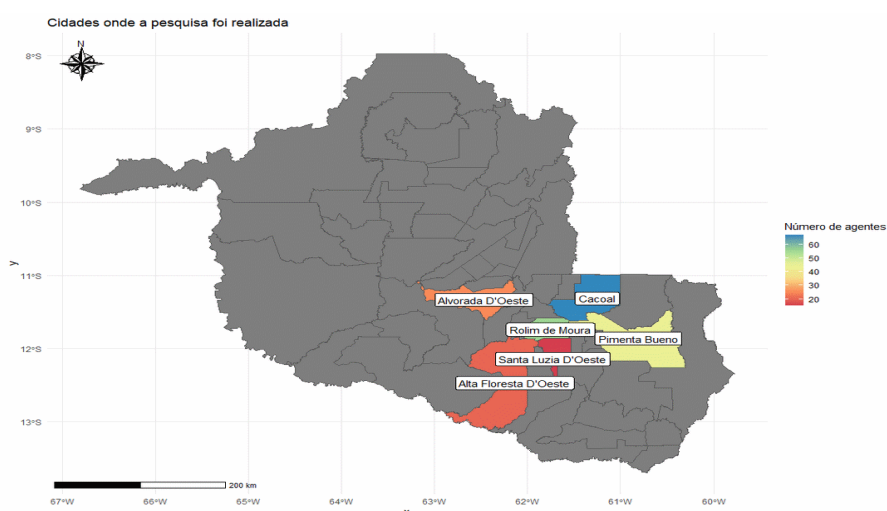 Cidades onde a pesquisa foi realizada
N
8°S
9°S
10°S
11°S
12°S
13°S
y
Alvorada D'Oeste
Cacoal
Rolim de Moura
Pimenta Bueno
Santa Luzia D'Oeste
Alta Floresta D'Oeste
Número de agentes
60
50
40
30
20
200 km
67°W
66°W
65°W
64°W
63°W
62°W
61°W
60°W